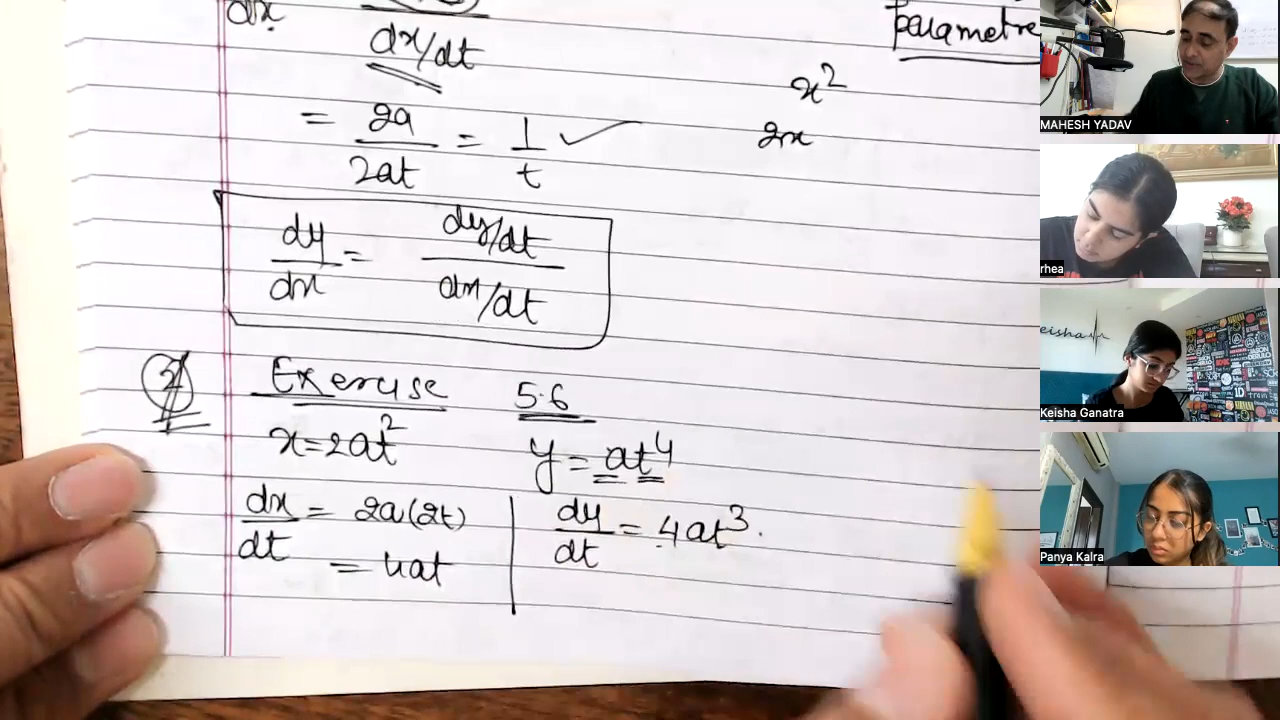 dx
dx/dt
parametre
x²
= 2a/2at = 1/t ✓
2x
dy/dx = dy/dt / dx/dt
Exercise 5.6
x=2at² y = at⁴
dx/dt = 2a(2t) dy/dt = 4at³.
= 4at
MAHESH YADAV
rhea
eisha
Keisha Ganatra
Panya Kalra